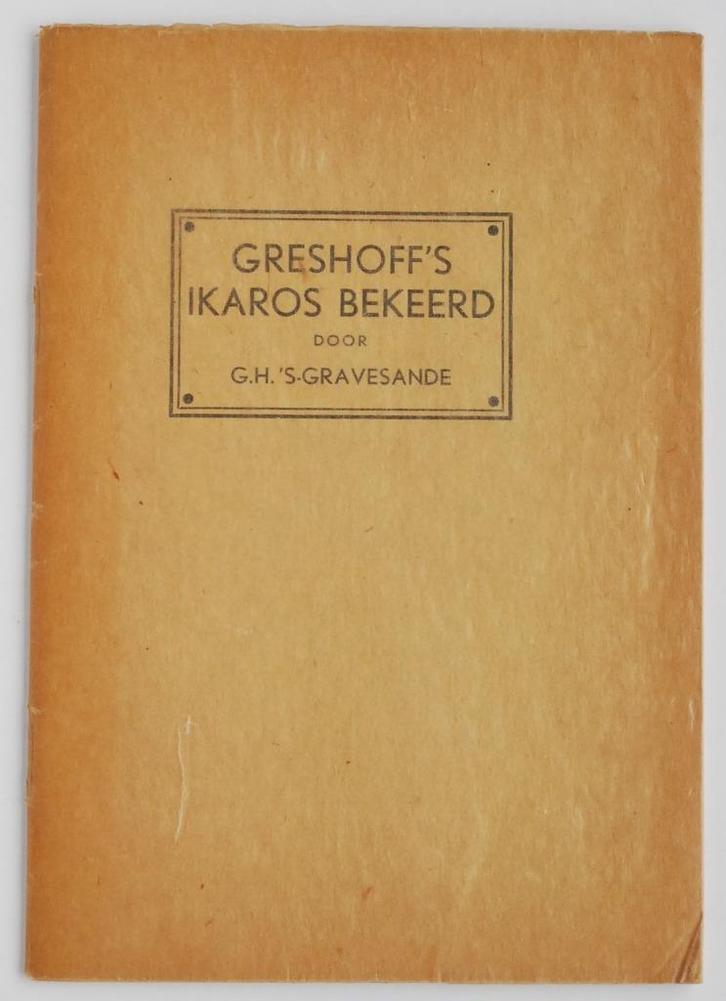 GRESHOFF'S
IKAROS BEKEERD
DOOR
G.H. 'S-GRAVESANDE